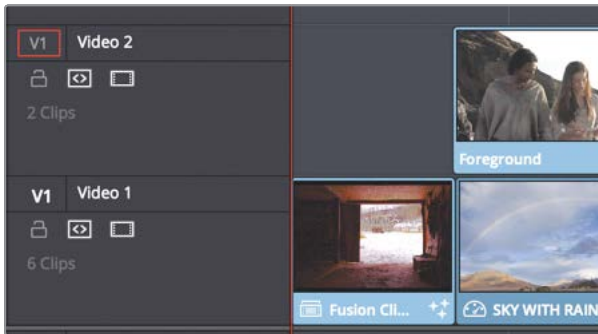 V1 Video 2
2 Clips
Foreground
V1 Video 1
6 Clips
Fusion Cli...
SKY WITH RAIN